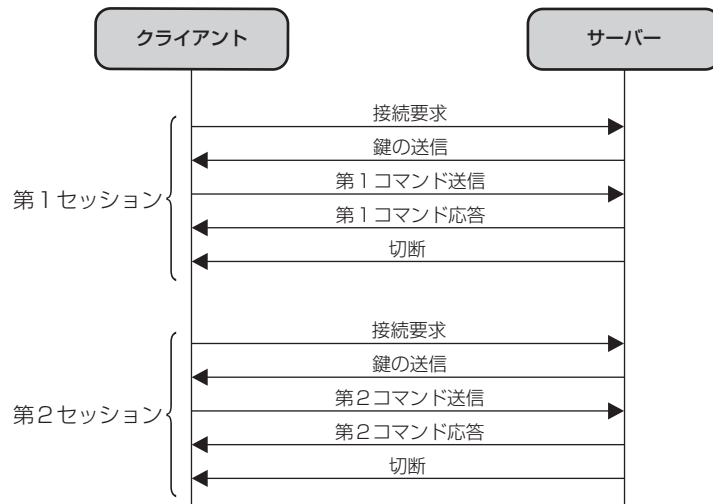 クライアント
サーバー
第1セッション
接続要求
鍵の送信
第1コマンド送信
第1コマンド応答
切断
第2セッション
接続要求
鍵の送信
第2コマンド送信
第2コマンド応答
切断